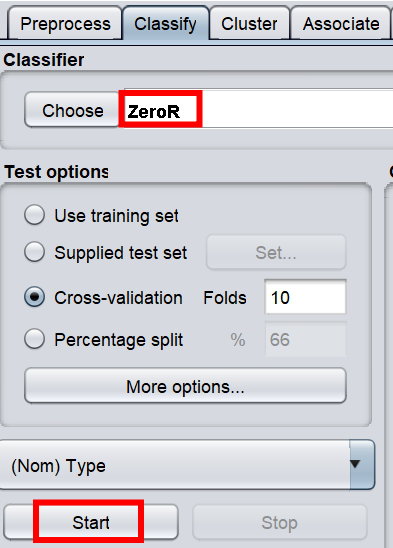 Preprocess Classify Cluster Associate
Classifier
Choose ZeroR
Test options
Use training set
Supplied test set Set...
Cross-validation Folds 10
Percentage split % 66
More options...
(Nom) Type
Start Stop